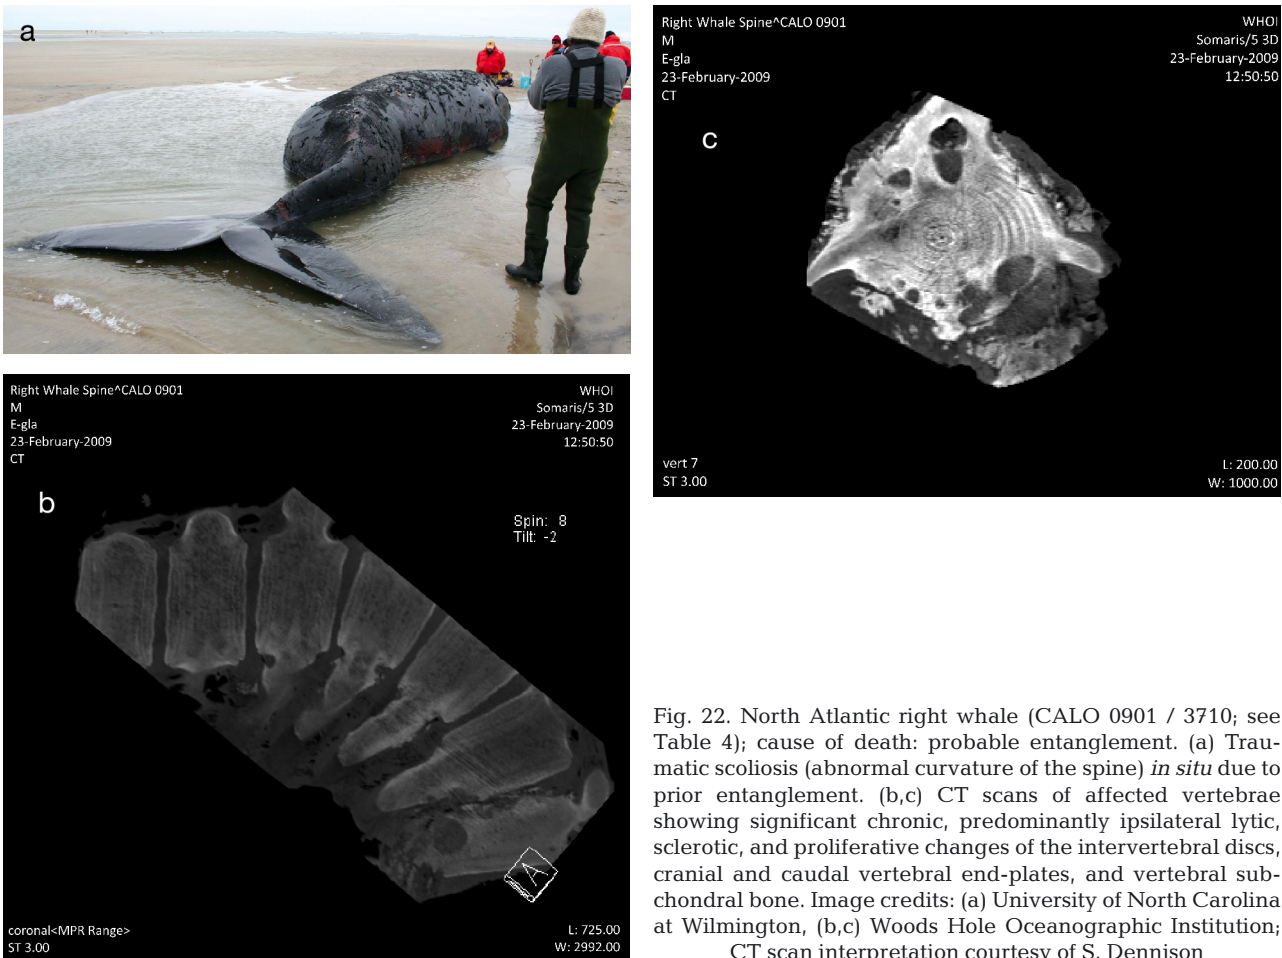 a
Right Whale Spine^CALO 0901
M
E-gla
23-February-2009
CT
WHOI
Somaris/5 3D
23-February-2009
12:50:50
c
vert 7
ST 3.00
L: 200.00
W: 1000.00
Right Whale Spine^CALO 0901
M
E-gla
23-February-2009
CT
WHOI
Somaris/5 3D
23-February-2009
12:50:50
b
Spin: 8
Tilt: -2
A
coronal<MPR Range>
ST 3.00
L: 725.00
W: 2992.00
Fig. 22. North Atlantic right whale (CALO 0901 / 3710; see
Table 4); cause of death: probable entanglement. (a) Trau-
matic scoliosis (abnormal curvature of the spine) in situ due to
prior entanglement. (b,c) CT scans of affected vertebrae
showing significant chronic, predominantly ipsilateral lytic,
sclerotic, and proliferative changes of the intervertebral discs,
cranial and caudal vertebral end-plates, and vertebral sub-
chondral bone. Image credits: (a) University of North Carolina
at Wilmington, (b,c) Woods Hole Oceanographic Institution;
CT scan interpretation courtesy of S. Dennison